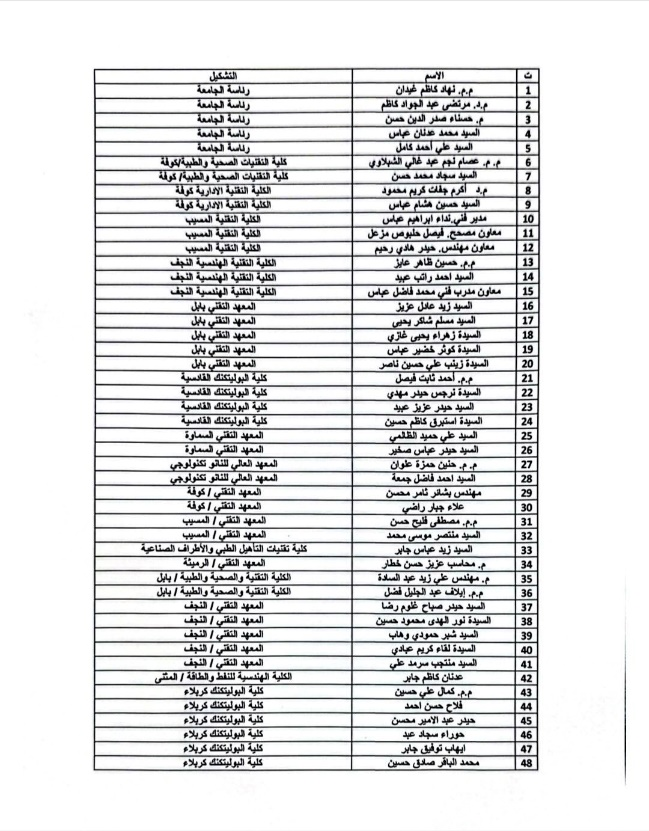 ت الاسم التشكيل
1 م.م. نهاد كاظم غيدان رئاسة الجامعة
2 م.د. مرتضى عبد الجواد كاظم رئاسة الجامعة
3 م. حسناء صدر الدين حسن رئاسة الجامعة
4 السيد محمد عدنان عباس رئاسة الجامعة
5 السيد علي أحمد كامل رئاسة الجامعة
6 م. م. عصام نجم عبد غالي الشبلاوي كلية التقنيات الصحية والطبية/كوفة
7 السيد سجاد محمد حسن كلية التقنيات الصحية والطبية/ كوفة
8 م.د أكرم جفات كريم محمود الكلية التقنية الادارية كوفة
9 السيد حسين هشام عباس الكلية التقنية الادارية كوفة
10 مدير فني.نداء ابراهيم عباس الكلية التقنية المسيب
11 معاون مصحح. فيصل حلبوص مزعل الكلية التقنية المسيب
12 معاون مهندس. حيدر هادي رحيم الكلية التقنية المسيب
13 م.م. حسين ظاهر عايز الكلية التقنية الهندسية النجف
14 السيد احمد راتب عبيد الكلية التقنية الهندسية النجف
15 معاون مدرب فني محمد فاضل عباس الكلية التقنية الهندسية النجف
16 السيد زيد عادل عزيز المعهد التقني بابل
17 السيد مسلم شاكر يحيى المعهد التقني بابل
18 السيدة زهراء يحيى غازي المعهد التقني بابل
19 السيدة كوثر خضير عباس المعهد التقني بابل
20 السيدة زينب علي حسين ناصر المعهد التقني بابل
21 م.م. أحمد ثابت فيصل كلية البوليتكنك القادسية
22 السيدة نرجس حيدر مهدي كلية البوليتكنك القادسية
23 السيد حيدر عزيز عبيد كلية البوليتكنك القادسية
24 السيدة استبرق كاظم حسين كلية البوليتكنك القادسية
25 السيد علي حميد الظالمي المعهد التقني السماوة
26 السيد حيدر عباس صخير المعهد التقني السماوة
27 م. م. حنين حمزة علوان المعهد العالي للنانو تكنولوجي
28 السيد احمد فاضل جمعة المعهد العالي للنانو تكنولوجي
29 مهندس بشائر ثامر محسن المعهد التقني / كوفة
30 علاء جبار راضي المعهد التقني / كوفة
31 م.م. مصطفى فليح حسن المعهد التقني / المسيب
32 السيد منتصر موسى محمد المعهد التقني / المسيب
33 السيد زيد عباس جابر كلية تقنيات التأهيل الطبي والأطراف الصناعية
34 م. محاسب عزيز حسن خطار المعهد التقني / الرميثة
35 م. مهندس علي زيد عبد السادة الكلية التقنية والصحية والطبية / بابل
36 م.م. إيلاف عبد الجليل فضل الكلية التقنية والصحية والطبية / بابل
37 السيد حيدر صباح غلوم رضا المعهد التقني / النجف
38 السيدة نور الهدى محمود حسين المعهد التقني / النجف
39 السيد شبر حمودي وهاب المعهد التقني / النجف
40 السيدة لقاء كريم عبادي المعهد التقني / النجف
41 السيد منتجب سرمد علي المعهد التقني / النجف
42 عدنان كاظم جابر الكلية الهندسية للنفط والطاقة / المثنى
43 م.م. كمال علي حسين كلية البوليتكنك كربلاء
44 فلاح حسن احمد كلية البوليتكنك كربلاء
45 حيدر عبد الامير محسن كلية البوليتكنك كربلاء
46 حوراء سجاد عبد كلية البوليتكنك كربلاء
47 ايهاب توفيق جابر كلية البوليتكنك كربلاء
48 محمد الباقر صادق حسين كلية البوليتكنك كربلاء